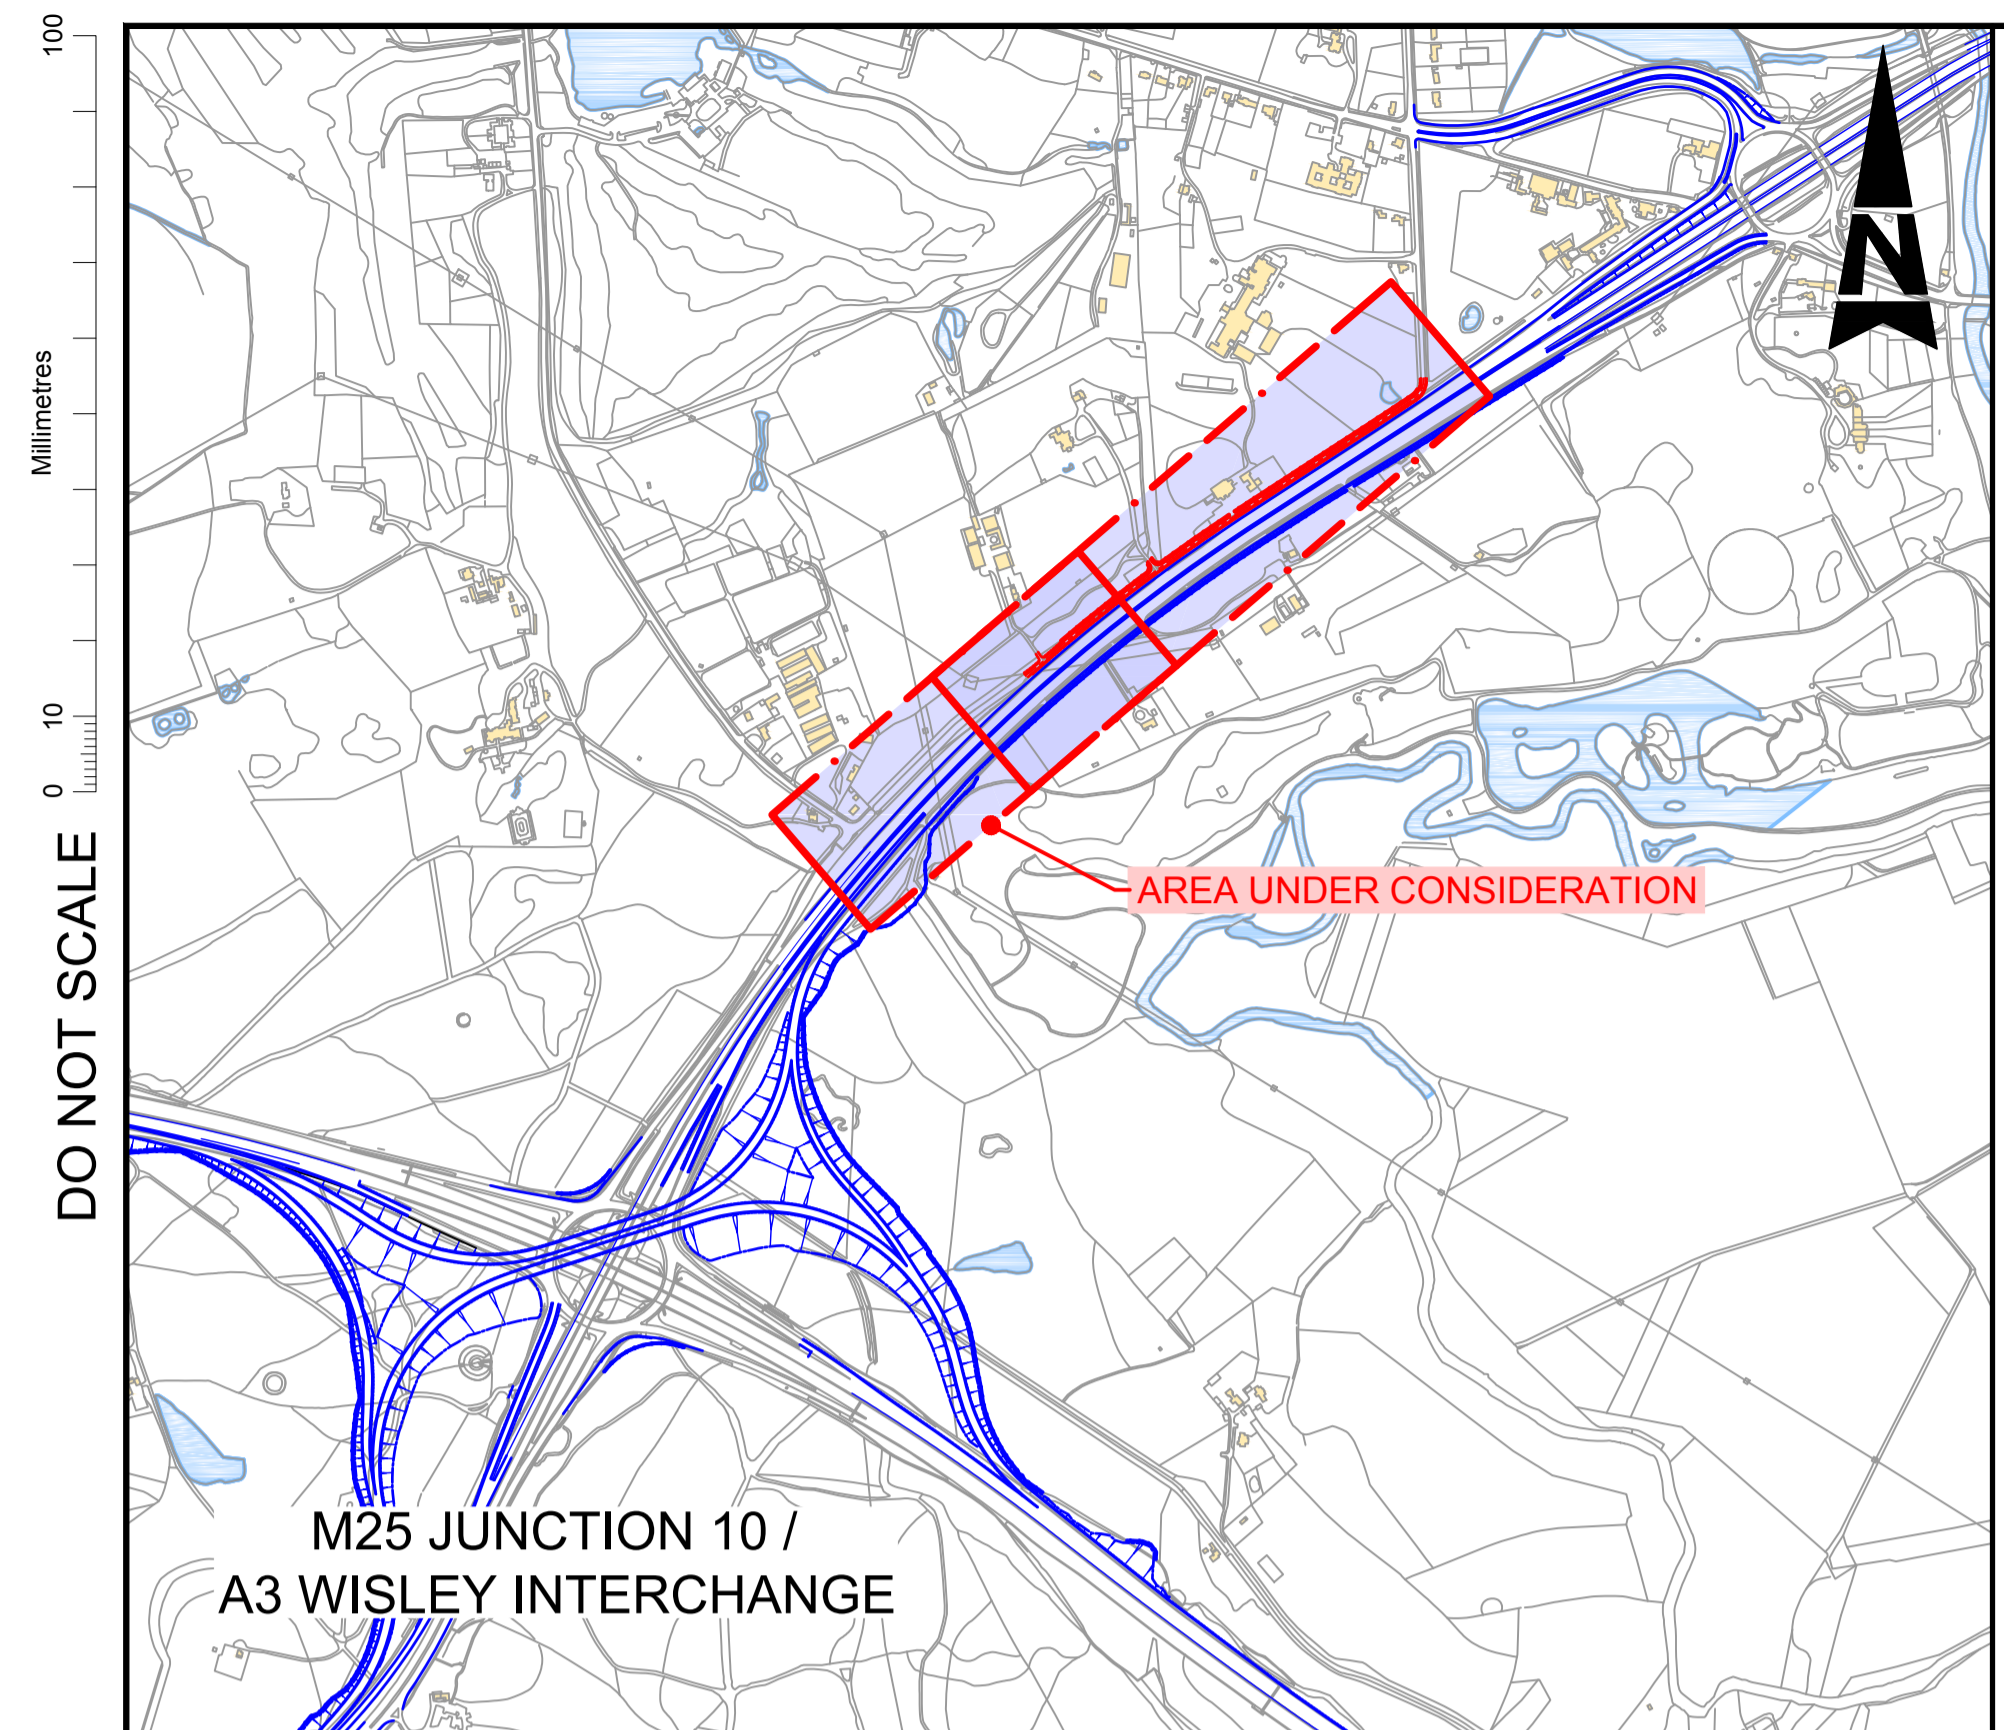 100
Millimetres
10
0
DO NOT SCALE
N
AREA UNDER CONSIDERATION
M25 JUNCTION 10 /
A3 WISLEY INTERCHANGE